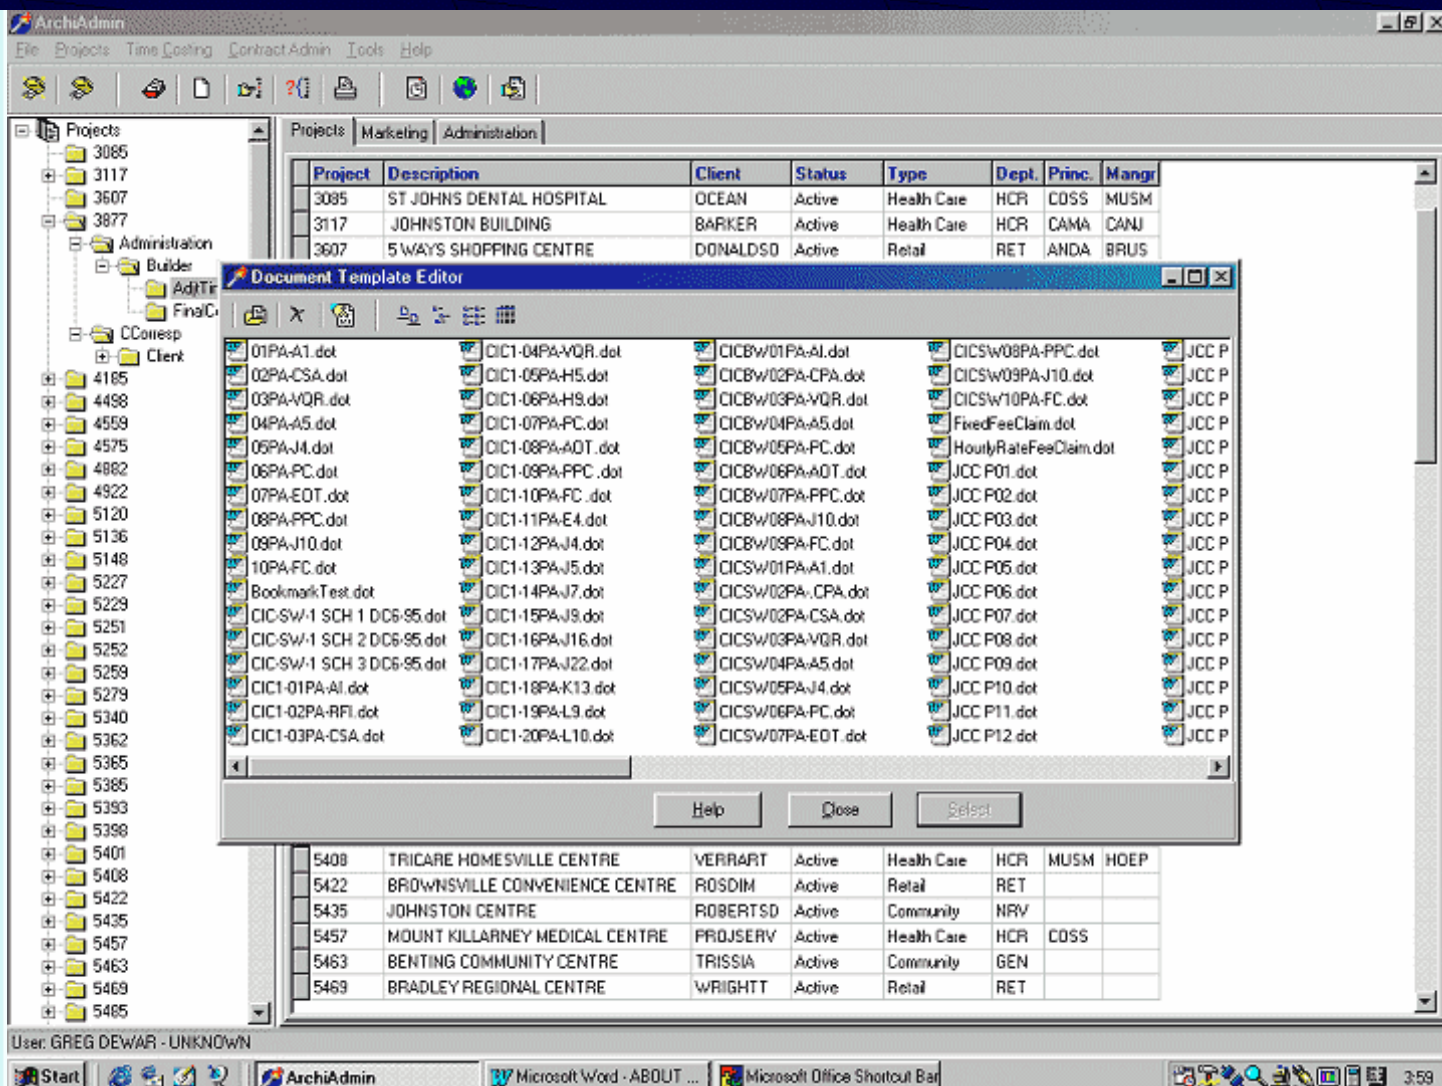 ArchiAdmin
File Projects Time Costing Contract Admin Tools Help
Projects
3085
3117
3607
3877
Administration
Builder
AdjtTir
FinalC
CCorresp
Client
4185
4498
4559
4575
4882
4922
5120
5136
5148
5227
5229
5251
5252
5259
5279
5340
5362
5365
5385
5393
5398
5401
5408
5422
5435
5457
5463
5469
5485
Projects Marketing Administration
Project Description Client Status Type Dept. Princ. Mangr
3085 ST JOHNS DENTAL HOSPITAL OCEAN Active Health Care HCR COSS MUSM
3117 JOHNSTON BUILDING BARKER Active Health Care HCR CAMA CANJ
3607 5 WAYS SHOPPING CENTRE DONALDSO Active Retail RET ANDA BRUS
Document Template Editor
01PA-A1.dot CIC1-04PA-VQR.dot CICBW01PA-AI.dot CICSW08PA-PPC.dot JCC P
02PA-CSA.dot CIC1-05PA-H5.dot CICBW02PA-CPA.dot CICSW09PA-J10.dot JCC P
03PA-VQR.dot CIC1-06PA-H9.dot CICBW03PA-VQR.dot CICSW10PA-FC.dot JCC P
04PA-A5.dot CIC1-07PA-PC.dot CICBW04PA-A5.dot FixedFeeClaim.dot JCC P
05PA-J4.dot CIC1-08PA-AOT.dot CICBW05PA-PC.dot HourlyRateFeeClaim.dot JCC P
06PA-PC.dot CIC1-09PA-PPC .dot CICBW06PA-AOT.dot JCC P01.dot JCC P
07PA-EOT.dot CIC1-10PA-FC .dot CICBW07PA-PPC.dot JCC P02.dot JCC P
08PA-PPC.dot CIC1-11PA-E4.dot CICBW08PA-J10.dot JCC P03.dot JCC P
09PA-J10.dot CIC1-12PA-J4.dot CICBW09PA-FC.dot JCC P04.dot JCC P
10PA-FC.dot CIC1-13PA-J5.dot CICSW01PA-A1.dot JCC P05.dot JCC P
BookmarkTest.dot CIC1-14PA-J7.dot CICSW02PA-.CPA.dot JCC P06.dot JCC P
CIC-SW-1 SCH 1 DC6-95.dot CIC1-15PA-J9.dot CICSW02PA-CSA.dot JCC P07.dot JCC P
CIC-SW-1 SCH 2 DC6-95.dot CIC1-16PA-J16.dot CICSW03PA-VQR.dot JCC P08.dot JCC P
CIC-SW-1 SCH 3 DC6-95.dot CIC1-17PA-J22.dot CICSW04PA-A5.dot JCC P09.dot JCC P
CIC1-01PA-AI.dot CIC1-18PA-K13.dot CICSW05PA-J4.dot JCC P10.dot JCC P
CIC1-02PA-RFI.dot CIC1-19PA-L9.dot CICSW06PA-PC.dot JCC P11.dot JCC P
CIC1-03PA-CSA.dot CIC1-20PA-L10.dot CICSW07PA-EOT.dot JCC P12.dot JCC P
Help Close Select
5408 TRICARE HOMESVILLE CENTRE VERRART Active Health Care HCR MUSM HOEP
5422 BROWNSVILLE CONVENIENCE CENTRE ROSDIM Active Retail RET
5435 JOHNSTON CENTRE ROBERTSD Active Community NRV
5457 MOUNT KILLARNEY MEDICAL CENTRE PROJSERV Active Health Care HCR COSS
5463 BENTING COMMUNITY CENTRE TRISSIA Active Community GEN
5469 BRADLEY REGIONAL CENTRE WRIGHTT Active Retail RET
User: GREG DEWAR - UNKNOWN
Start ArchiAdmin Microsoft Word - ABOUT ... Microsoft Office Shortcut Bar 3:59